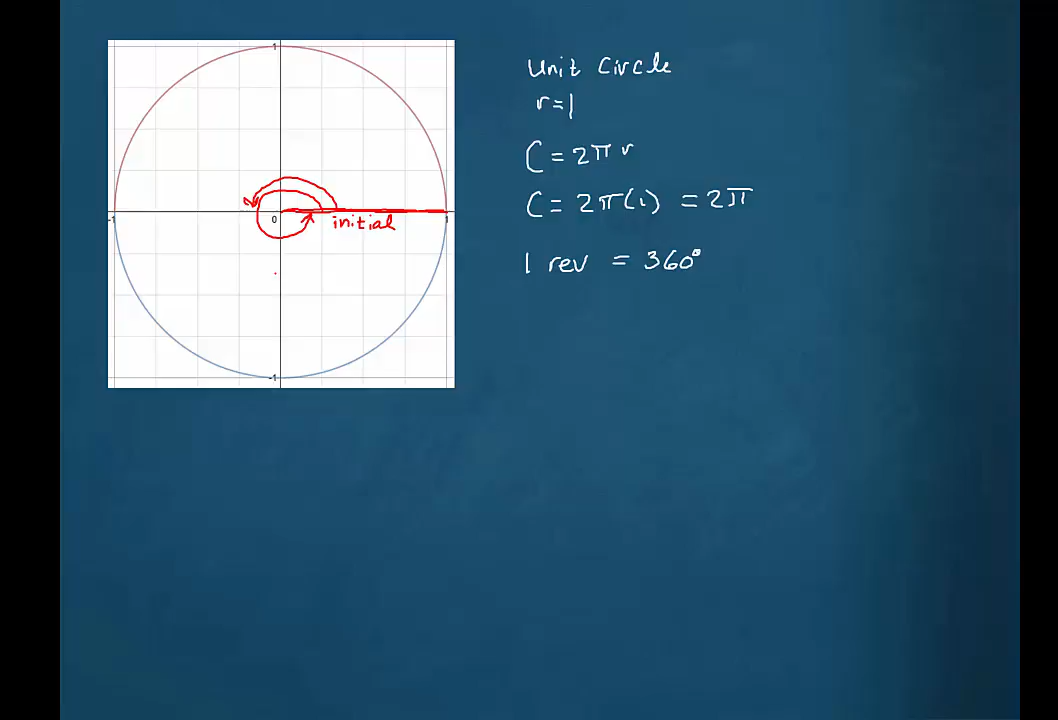 1
-1
0
1
initial
-1
Unit Circle
r=1
C = 2π r
C = 2π(1) = 2π
1 rev = 360°